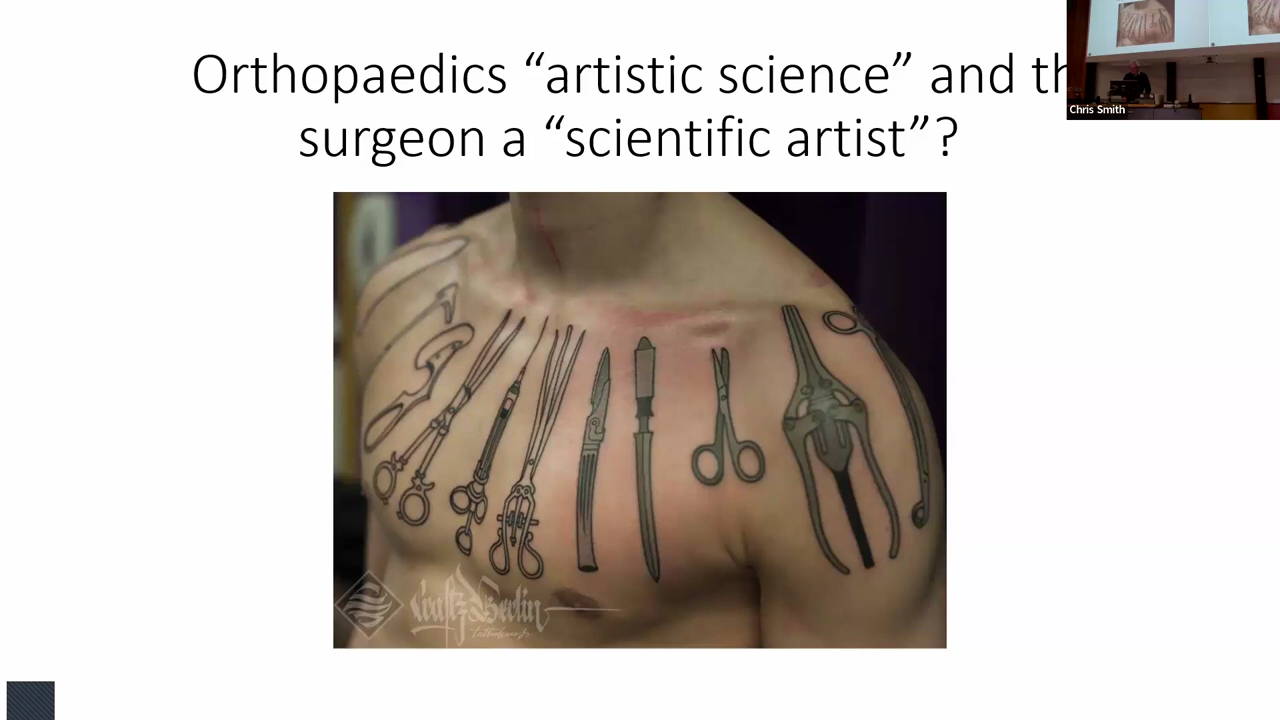 Orthopaedics “artistic science” and th
surgeon a “scientific artist”?
Chris Smith